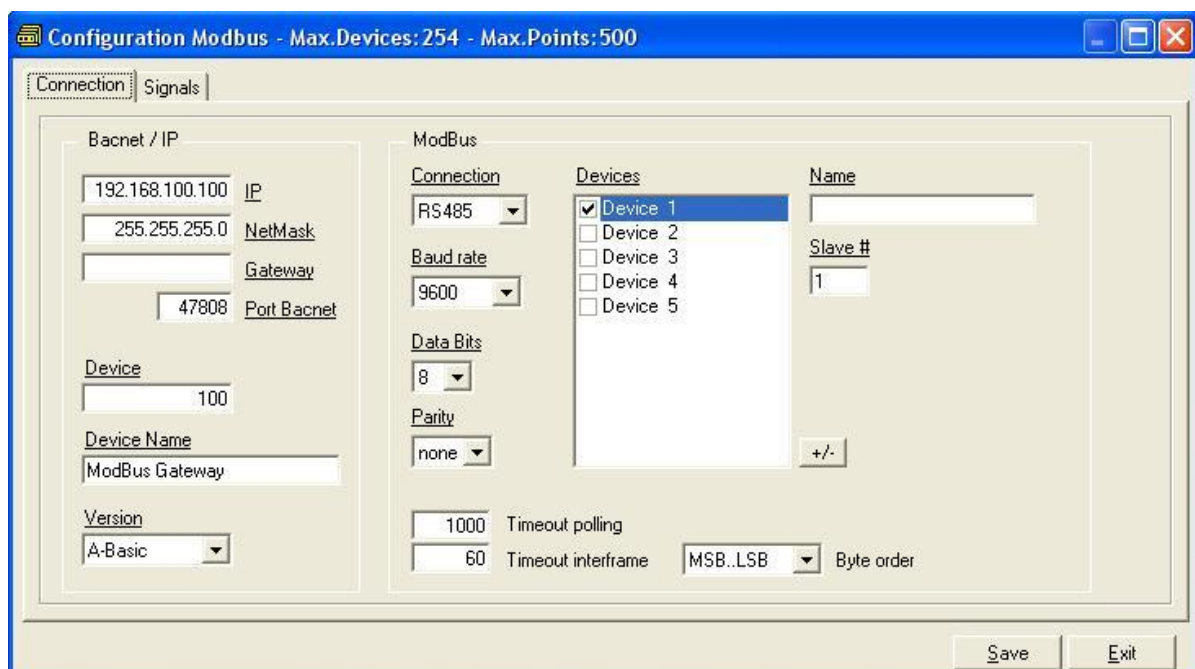 Configuration Modbus - Max.Devices:254 - Max.Points:500
Connection
Signals
Bacnet / IP
192.168.100.100 IP
255.255.255.0 NetMask
Gateway
47808 Port Bacnet
Device
100
Device Name
ModBus Gateway
Version
A-Basic
ModBus
Connection
RS485
Baud rate
9600
Data Bits
8
Parity
none
Devices
Device 1
Device 2
Device 3
Device 4
Device 5
Name
Slave #
1
+/-
1000 Timeout polling
60 Timeout interframe
MSB..LSB Byte order
Save
Exit